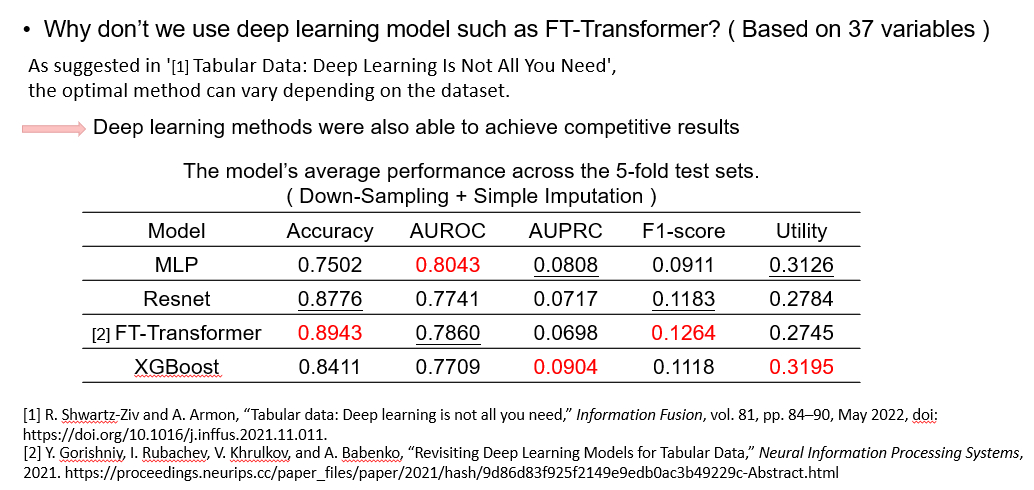 • Why don't we use deep learning model such as FT-Transformer? ( Based on 37 variables )
As suggested in '[1] Tabular Data: Deep Learning Is Not All You Need',
the optimal method can vary depending on the dataset.
Deep learning methods were also able to achieve competitive results
The model's average performance across the 5-fold test sets.
( Down-Sampling + Simple Imputation )
Model Accuracy AUROC AUPRC F1-score Utility
MLP 0.7502 0.8043 0.0808 0.0911 0.3126
Resnet 0.8776 0.7741 0.0717 0.1183 0.2784
[2] FT-Transformer 0.8943 0.7860 0.0698 0.1264 0.2745
XGBoost 0.8411 0.7709 0.0904 0.1118 0.3195
[1] R. Shwartz-Ziv and A. Armon, “Tabular data: Deep learning is not all you need,” Information Fusion, vol. 81, pp. 84–90, May 2022, doi:
https://doi.org/10.1016/j.inffus.2021.11.011.
[2] Y. Gorishniy, I. Rubachev, V. Khrulkov, and A. Babenko, “Revisiting Deep Learning Models for Tabular Data,” Neural Information Processing Systems,
2021. https://proceedings.neurips.cc/paper_files/paper/2021/hash/9d86d83f925f2149e9edb0ac3b49229c-Abstract.html